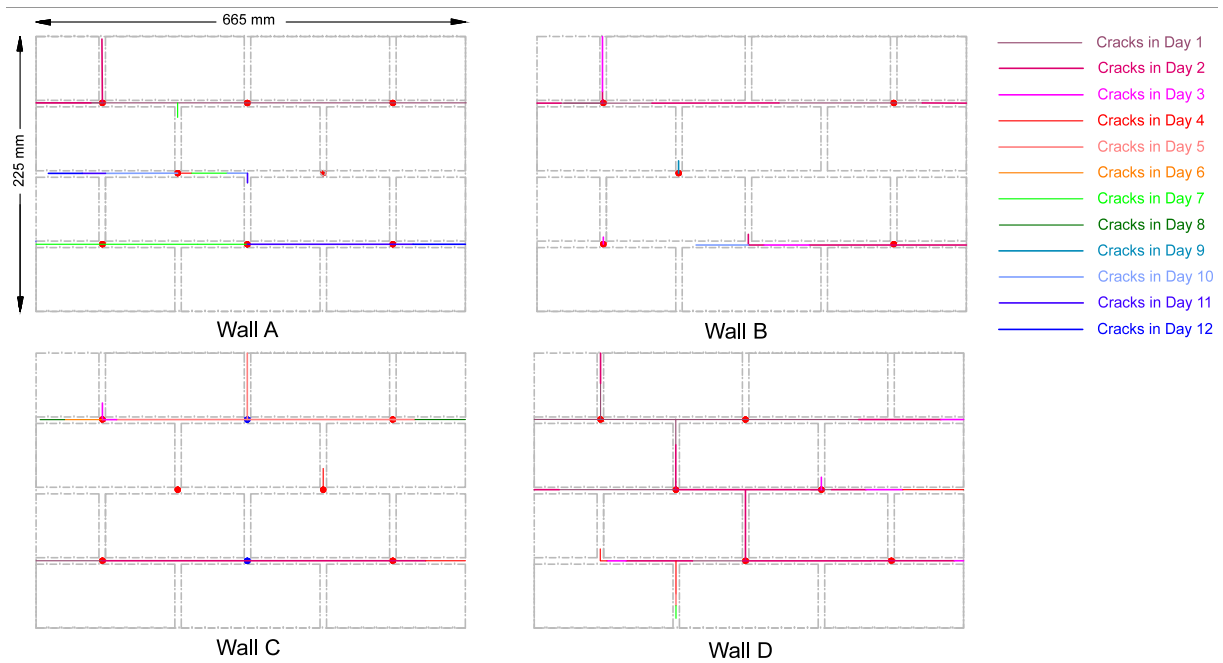 665 mm
225 mm
Wall A
Wall B
Cracks in Day 1
Cracks in Day 2
Cracks in Day 3
Cracks in Day 4
Cracks in Day 5
Cracks in Day 6
Cracks in Day 7
Cracks in Day 8
Cracks in Day 9
Cracks in Day 10
Cracks in Day 11
Cracks in Day 12
Wall C
Wall D